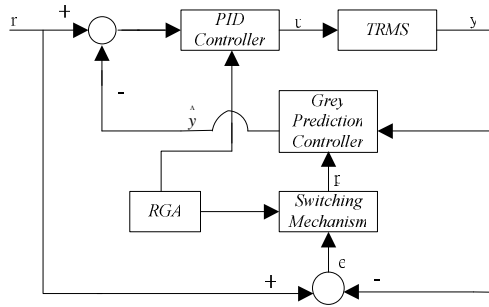 r
+
PID
Controller
u
TRMS
y
-
ŷ
Grey
Prediction
Controller
p
RGA
Switching
Mechanism
e
+
-